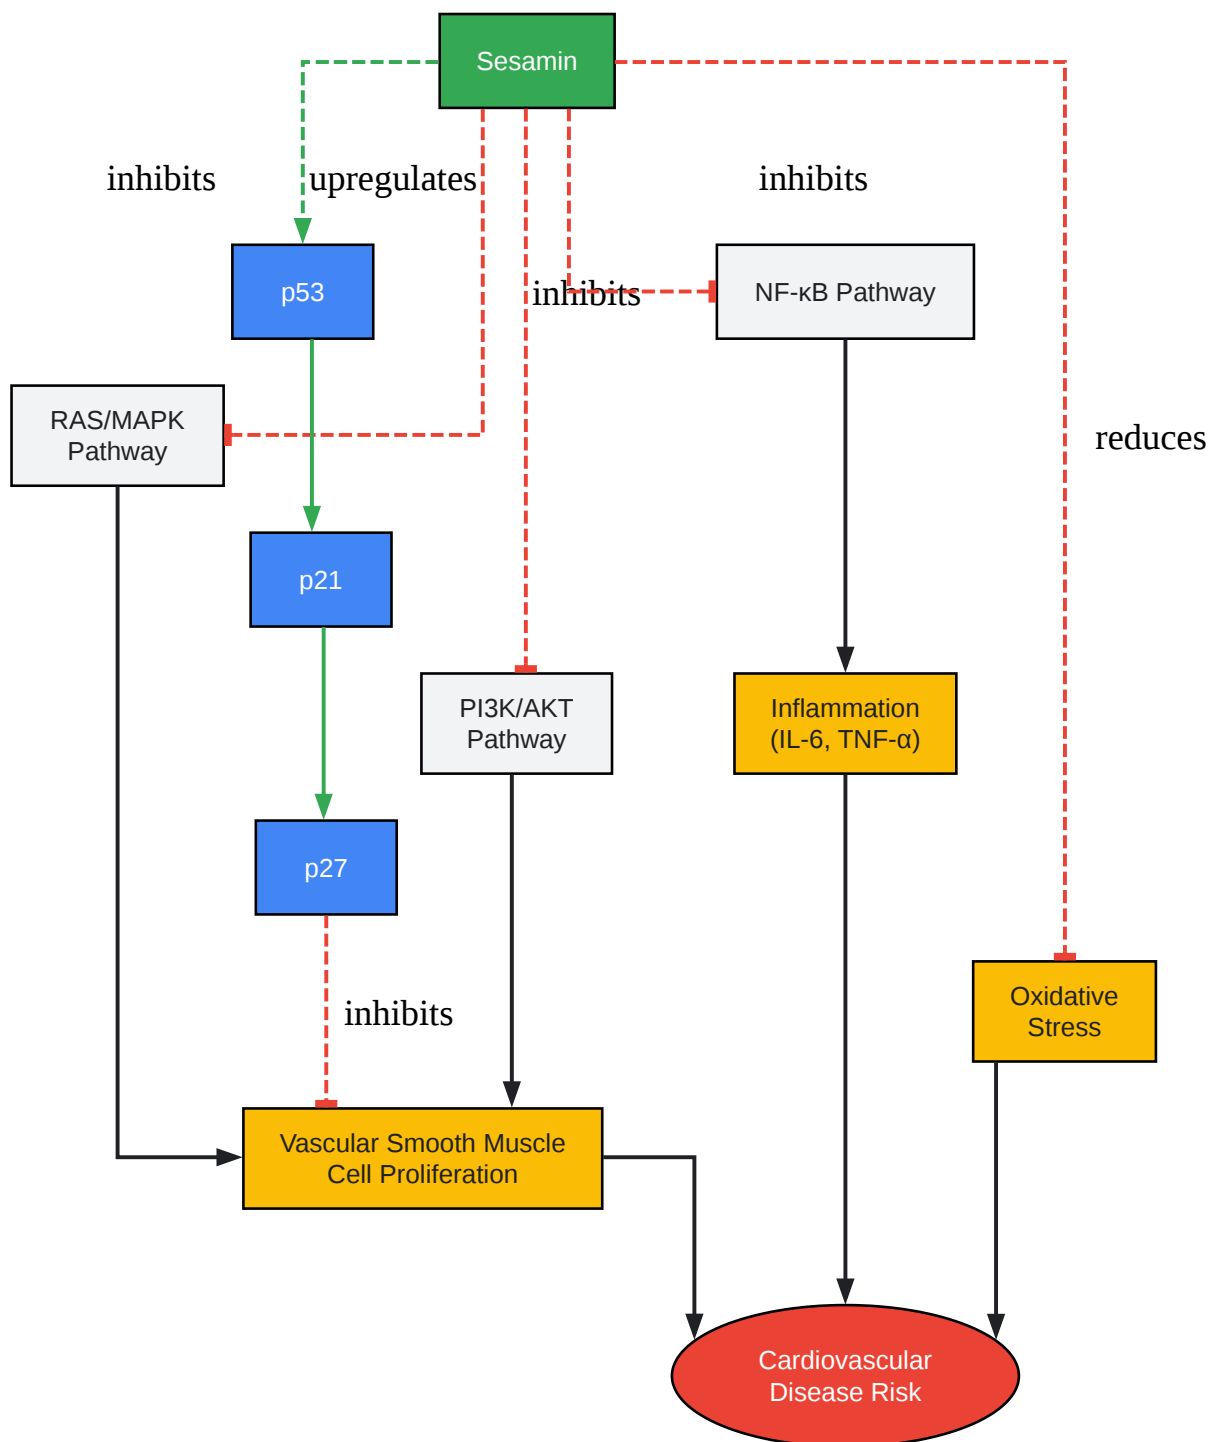 Sesamin
inhibits
upregulates
inhibits
p53
inhibits
NF-κB Pathway
RAS/MAPK
Pathway
reduces
p21
PI3K/AKT
Pathway
Inflammation
(IL-6, TNF-α)
p27
inhibits
Oxidative
Stress
Vascular Smooth Muscle
Cell Proliferation
Cardiovascular
Disease Risk